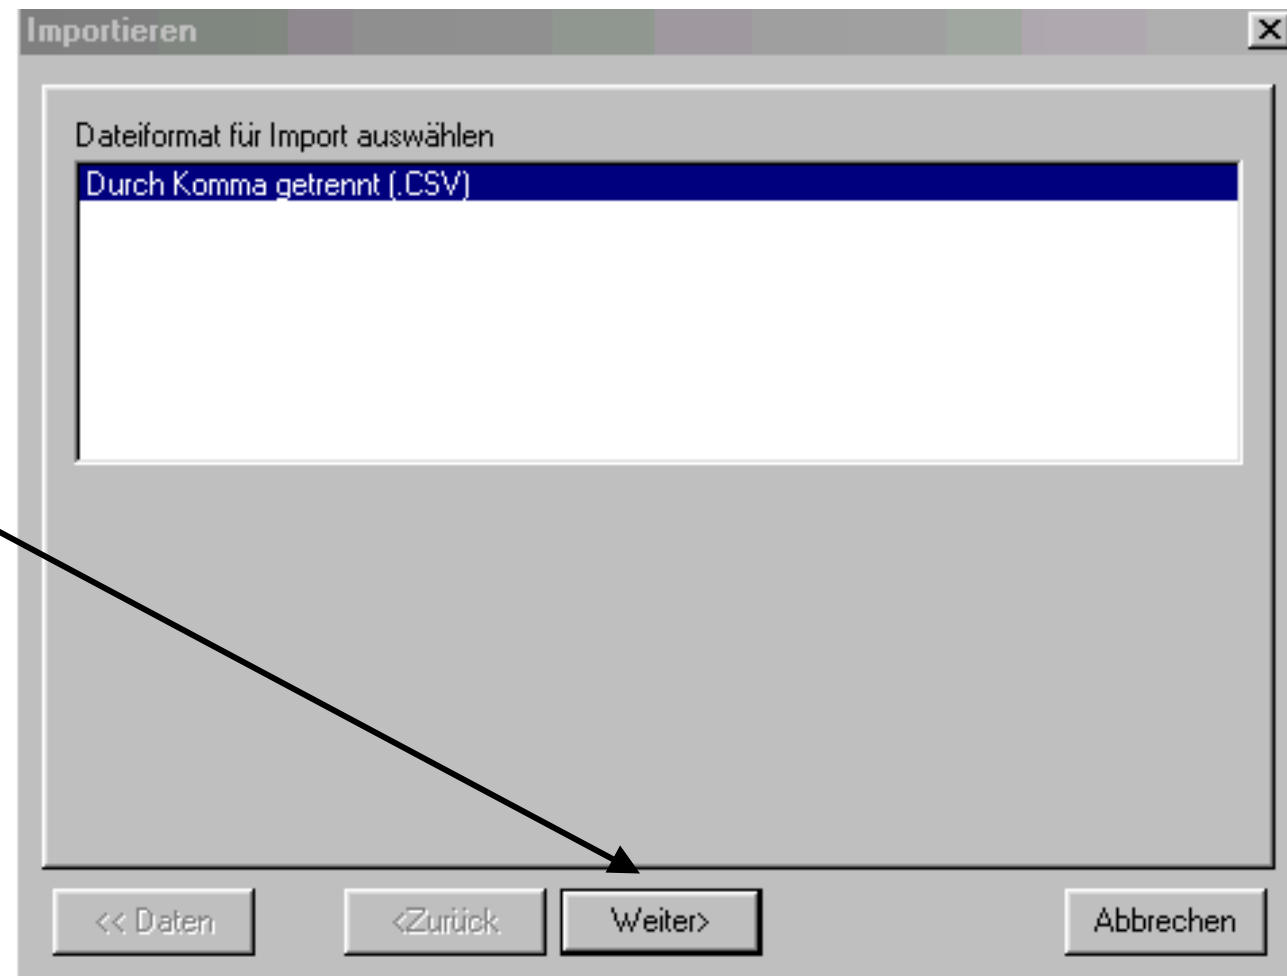 Importieren
Dateiformat für Import auswählen
Durch Komma getrennt (.CSV)
<< Daten <Zurück Weiter> Abbrechen